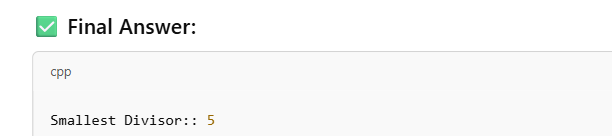 ✅ Final Answer:
cpp
Smallest Divisor:: 5